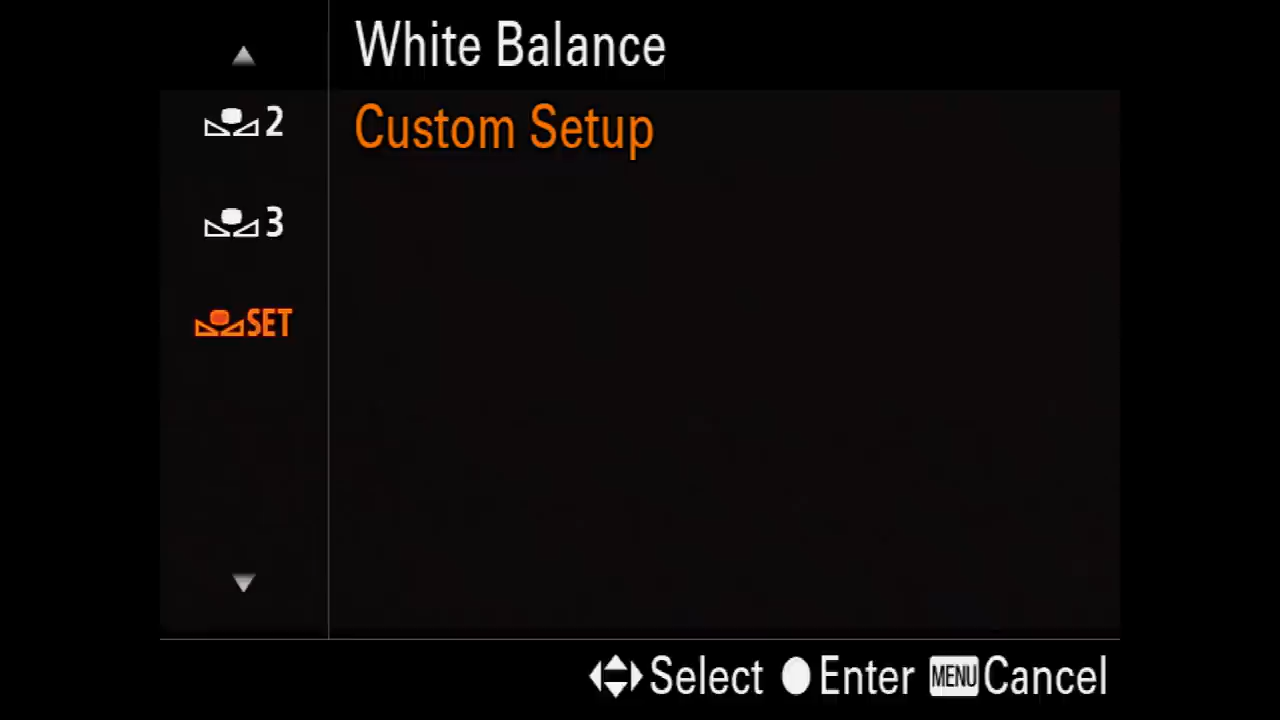 White Balance
Custom Setup
2
3
SET
Select Enter MENU Cancel